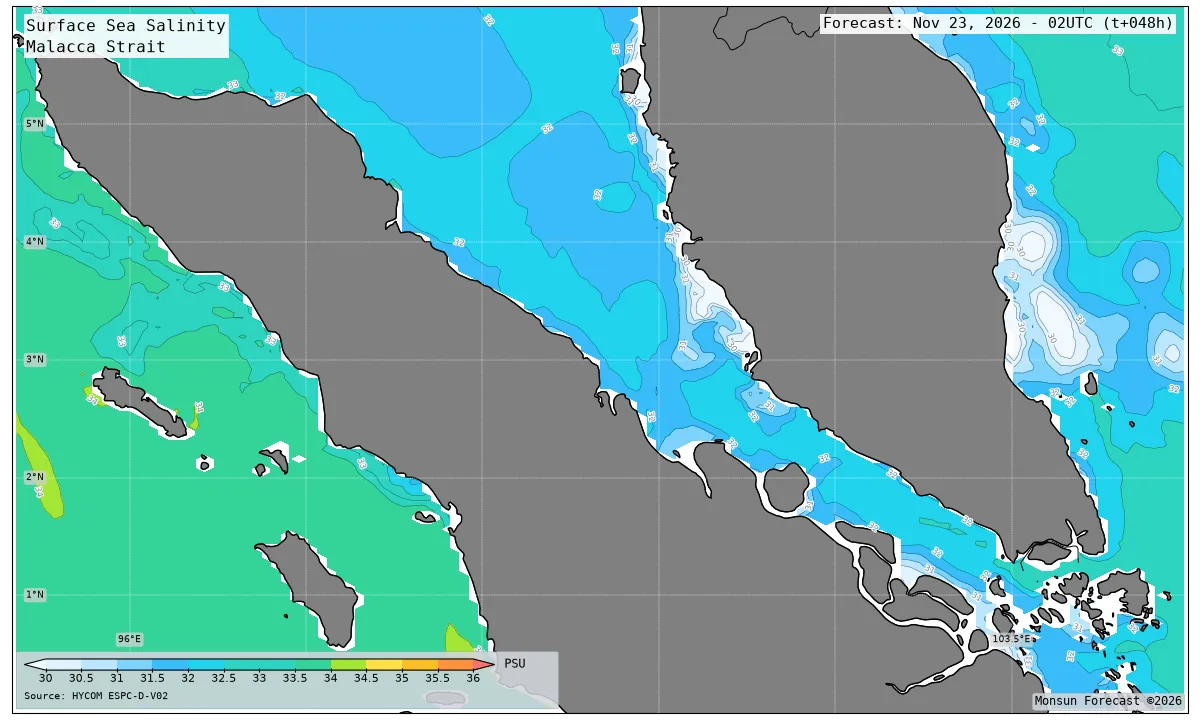 Surface Sea Salinity
Malacca Strait
Forecast: Nov 23, 2026 - 02UTC (t+048h)
5°N
4°N
3°N
2°N
1°N
96°E
103.5°E
PSU
30 30.5 31 31.5 32 32.5 33 33.5 34 34.5 35 35.5 36
Source: HYCOM ESPC-D-V02
Monsun Forecast ©2026